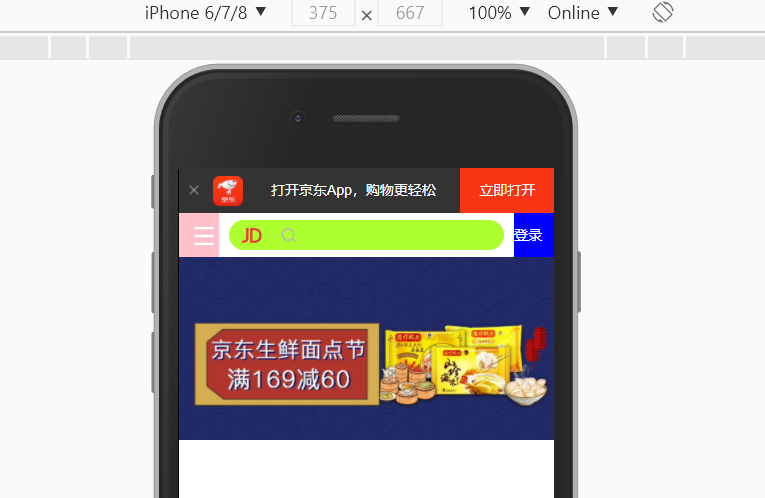 iPhone 6/7/8 ▼ 375 × 667 100% ▼ Online ▼
京东
打开京东App，购物更轻松 立即打开
JD 登录
京东生鲜面点节
满169减60